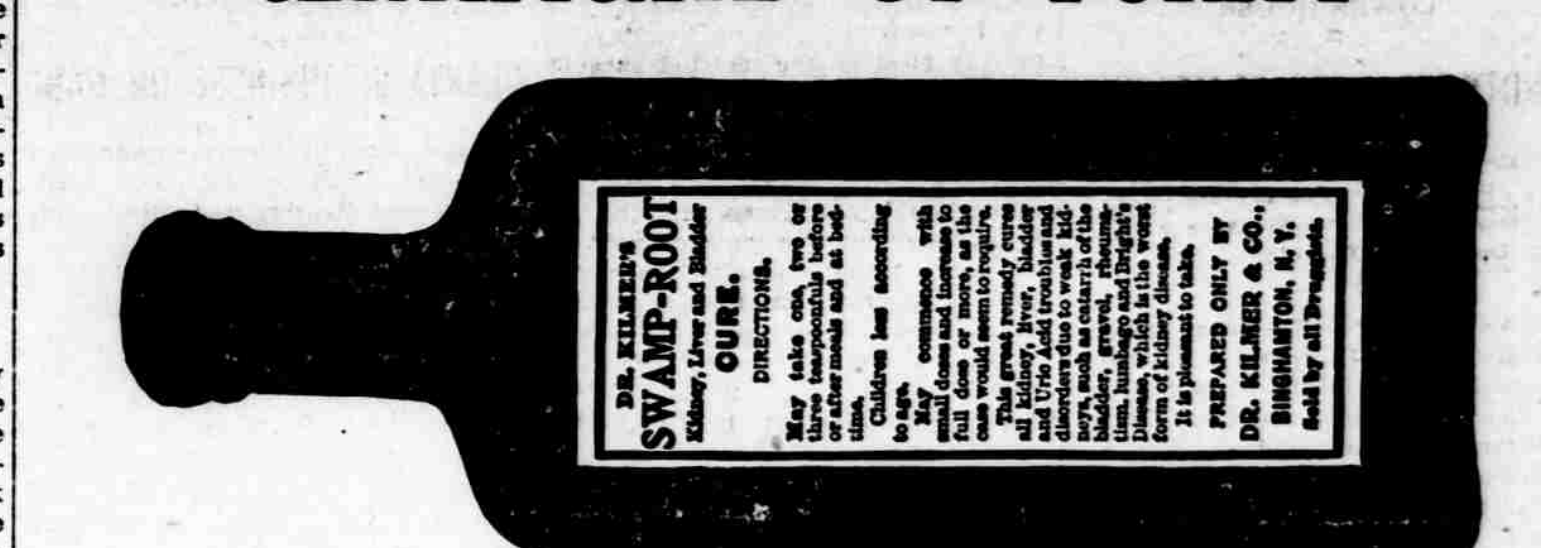 DR. KILMER'S
SWAMP-ROOT
Kidney, Liver and Bladder
CURE.
DIRECTIONS.
May take one, two or
three teaspoonfuls before
or after meals and at bed-
time.
Children less according
to age.
May commence with
small doses and increase to
full dose or more, as the
case would seem to require.
This great remedy cures
all kidney, liver, bladder
and Uric Acid troubles and
disorders due to weak kid-
neys, such as catarrh of the
bladder, gravel, rheuma-
tism, lumbago and Bright's
Disease, which is the worst
form of kidney disease.
It is pleasant to take.
PREPARED ONLY BY
DR. KILMER & CO.,
BINGHAMTON, N. Y.
Sold by all Druggists.